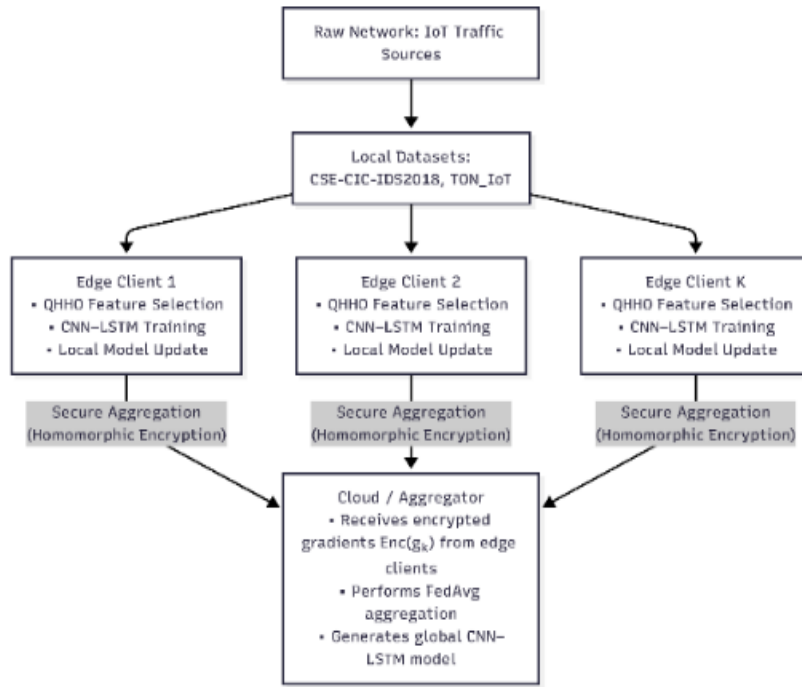 Raw Network: IoT Traffic
Sources
Local Datasets:
CSE-CIC-IDS2018, TON_IoT
Edge Client 1
▪ QHHO Feature Selection
▪ CNN–LSTM Training
▪ Local Model Update
Edge Client 2
▪ QHHO Feature Selection
▪ CNN–LSTM Training
▪ Local Model Update
Edge Client K
▪ QHHO Feature Selection
▪ CNN–LSTM Training
▪ Local Model Update
Secure Aggregation
(Homomorphic Encryption)
Secure Aggregation
(Homomorphic Encryption)
Secure Aggregation
(Homomorphic Encryption)
Cloud / Aggregator
▪ Receives encrypted
gradients Enc(gₖ) from edge
clients
▪ Performs FedAvg
aggregation
▪ Generates global CNN–
LSTM model